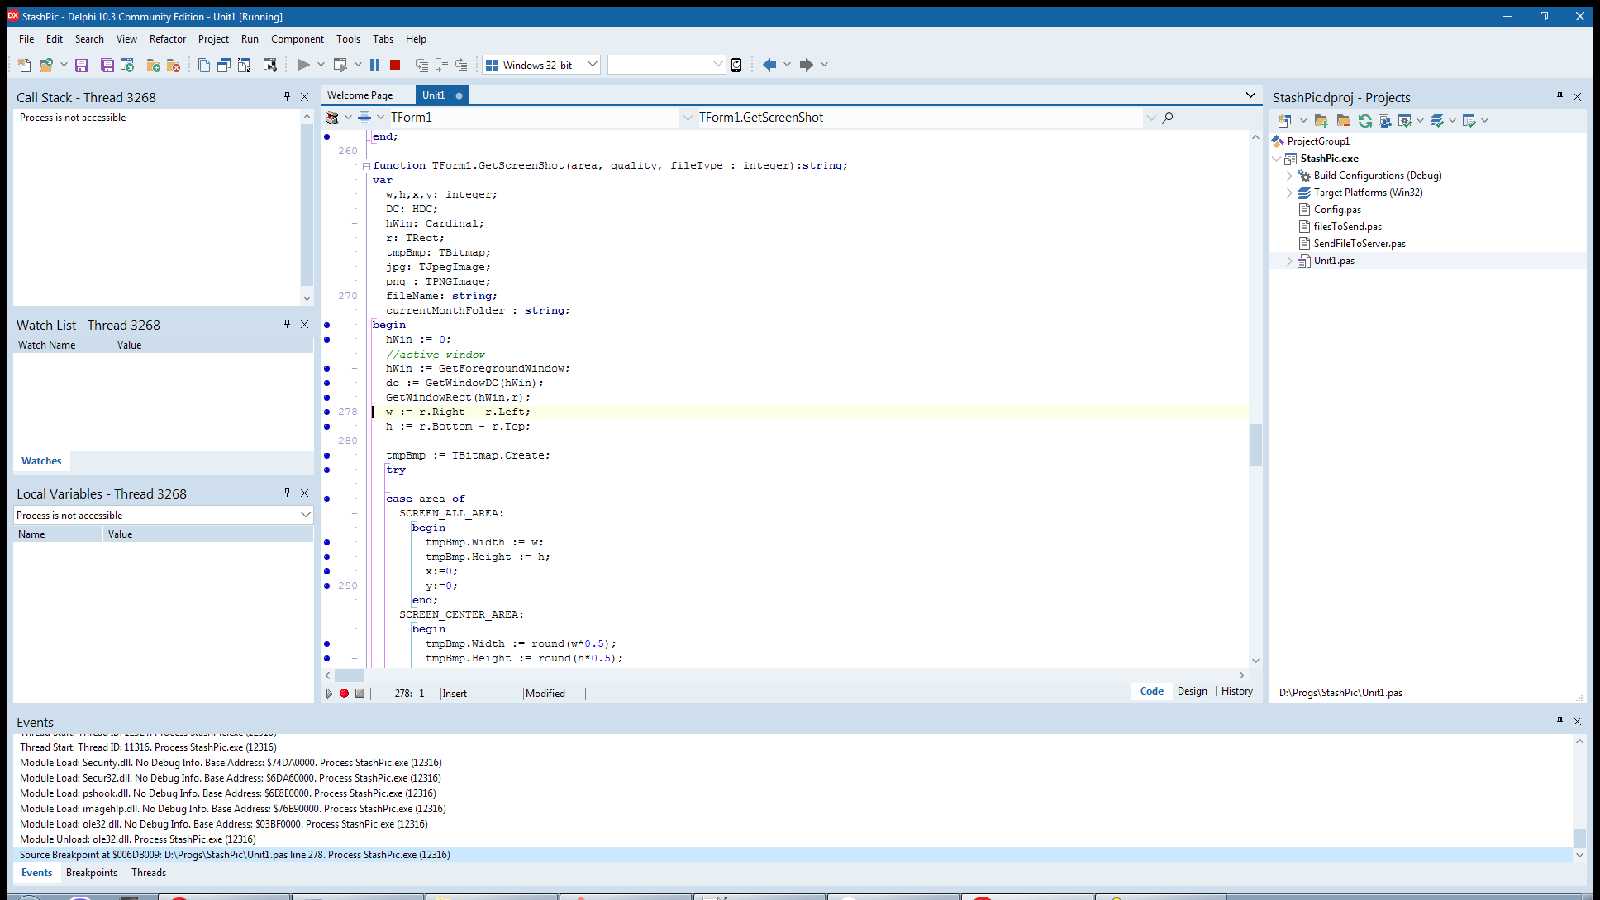 StashPic - Delphi 10.3 Community Edition - Unit1 [Running]
File Edit Search View Refactor Project Run Component Tools Tabs Help
Windows 32-bit
Call Stack - Thread 3268
Process is not accessible
Watch List - Thread 3268
Watch Name Value
Watches
Local Variables - Thread 3268
Process is not accessible
Name Value
Welcome Page Unit1
TForm1 TForm1.GetScreenShot
end;
260
function TForm1.GetScreenShot(area, quality, fileType : integer):string;
var
w,h,x,y: integer;
DC: HDC;
hWin: Cardinal;
r: TRect;
tmpBmp: TBitmap;
jpg: TJpegImage;
png : TPNGImage;
270 fileName: string;
currentMonthFolder : string;
begin
hWin := 0;
//active window
hWin := GetForegroundWindow;
dc := GetWindowDC(hWin);
GetWindowRect(hWin,r);
278 w := r.Right - r.Left;
h := r.Bottom - r.Top;
280
tmpBmp := TBitmap.Create;
try
case area of
SCREEN_ALL_AREA:
begin
tmpBmp.Width := w;
tmpBmp.Height := h;
x:=0;
290 y:=0;
end;
SCREEN_CENTER_AREA:
begin
tmpBmp.Width := round(w*0.5);
tmpBmp.Height := round(h*0.5);
278: 1 Insert Modified
Code Design History
StashPic.dproj - Projects
ProjectGroup1
StashPic.exe
Build Configurations (Debug)
Target Platforms (Win32)
Config.pas
filesToSend.pas
SendFileToServer.pas
Unit1.pas
D:\Progs\StashPic\Unit1.pas
Events
Thread Start: Thread ID: 11316. Process StashPic.exe (12316)
Module Load: Security.dll. No Debug Info. Base Address: $74DA0000. Process StashPic.exe (12316)
Module Load: Secur32.dll. No Debug Info. Base Address: $6DA60000. Process StashPic.exe (12316)
Module Load: pshook.dll. No Debug Info. Base Address: $6E8E0000. Process StashPic.exe (12316)
Module Load: imagehlp.dll. No Debug Info. Base Address: $76B90000. Process StashPic.exe (12316)
Module Load: ole32.dll. No Debug Info. Base Address: $03BF0000. Process StashPic.exe (12316)
Module Unload: ole32.dll. Process StashPic.exe (12316)
Source Breakpoint at $006DB009: D:\Progs\StashPic\Unit1.pas line 278. Process StashPic.exe (12316)
Events Breakpoints Threads